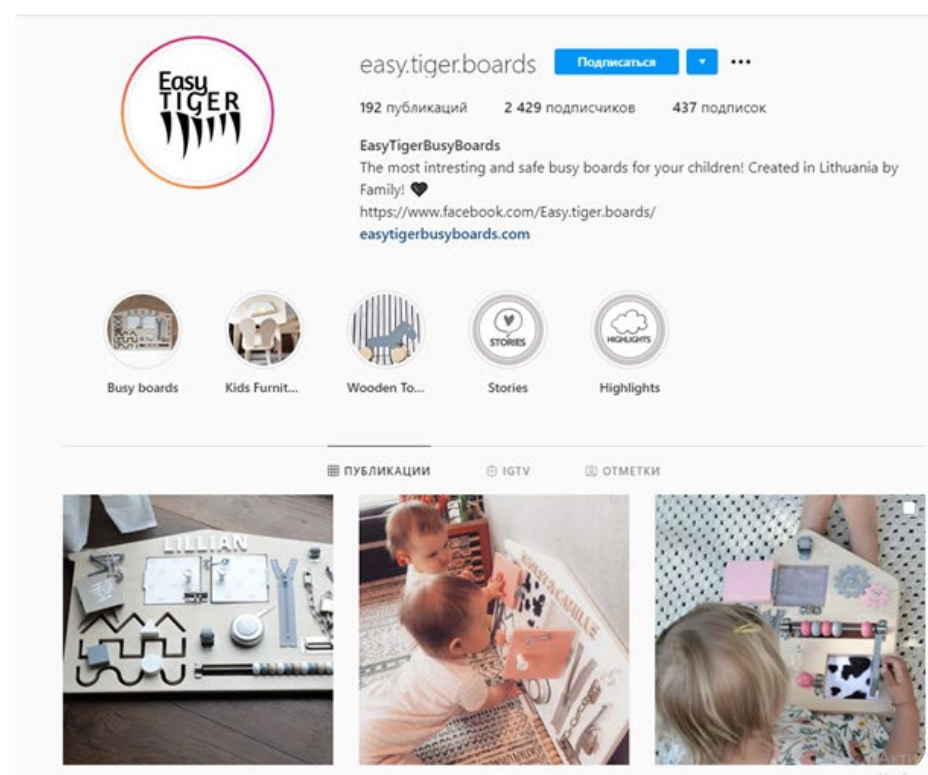 Easy
TIGER
easy.tiger.boards Подписаться
192 публикаций 2 429 подписчиков 437 подписок
EasyTigerBusyBoards
The most intresting and safe busy boards for your children! Created in Lithuania by
Family!
https://www.facebook.com/Easy.tiger.boards/
easytigerbusyboards.com
STORIES
HIGHLIGHTS
Busy boards Kids Furnit... Wooden To... Stories Highlights
ПУБЛИКАЦИИ IGTV ОТМЕТКИ
LILLIAN